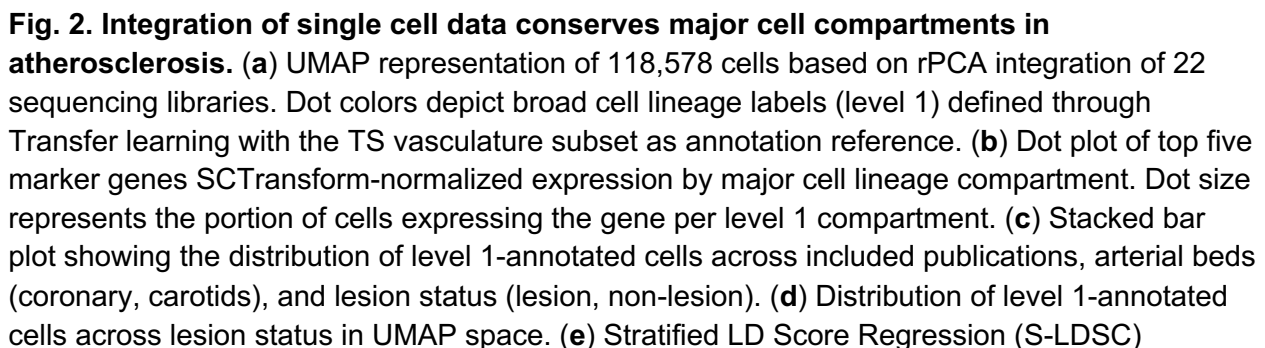 Fig. 2. Integration of single cell data conserves major cell compartments in
atherosclerosis. (a) UMAP representation of 118,578 cells based on rPCA integration of 22
sequencing libraries. Dot colors depict broad cell lineage labels (level 1) defined through
Transfer learning with the TS vasculature subset as annotation reference. (b) Dot plot of top five
marker genes SCTransform-normalized expression by major cell lineage compartment. Dot size
represents the portion of cells expressing the gene per level 1 compartment. (c) Stacked bar
plot showing the distribution of level 1-annotated cells across included publications, arterial beds
(coronary, carotids), and lesion status (lesion, non-lesion). (d) Distribution of level 1-annotated
cells across lesion status in UMAP space. (e) Stratified LD Score Regression (S-LDSC)